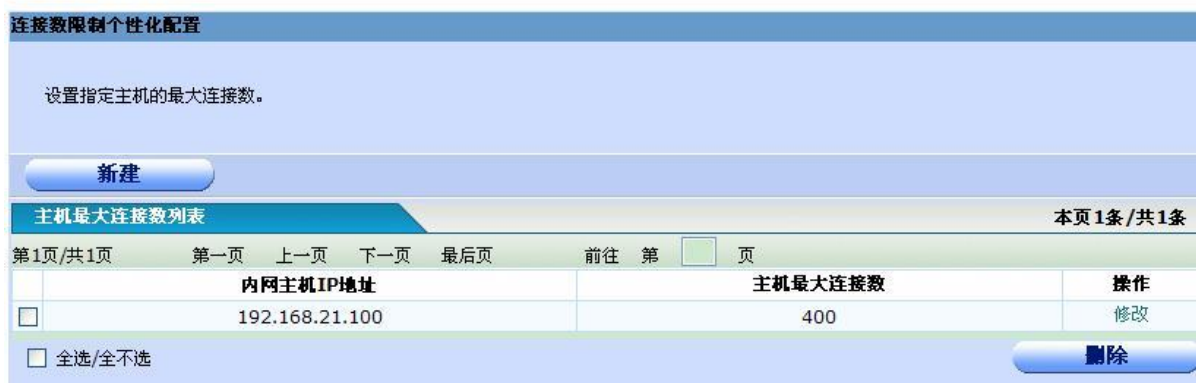 连接数限制个性化配置
设置指定主机的最大连接数。
新建
主机最大连接数列表 本页1条/共1条
第1页/共1页 第一页 上一页 下一页 最后页 前往 第 页
内网主机IP地址 主机最大连接数 操作
192.168.21.100 400 修改
全选/全不选 删除